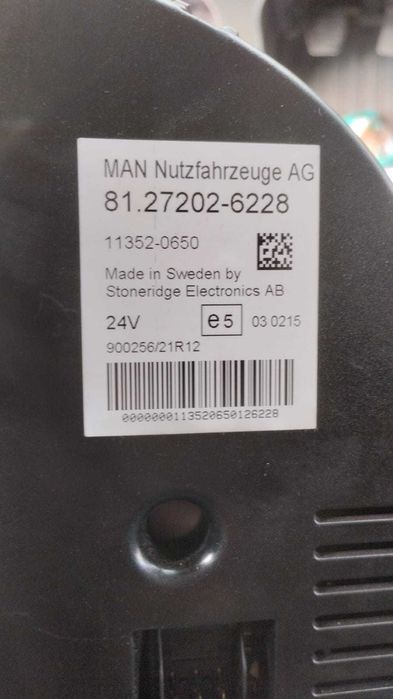 MAN Nutzfahrzeuge AG
81.27202-6228
11352-0650
Made in Sweden by
Stoneridge Electronics AB
24V e5 03 0215
900256/21R12
0000000113520650126228